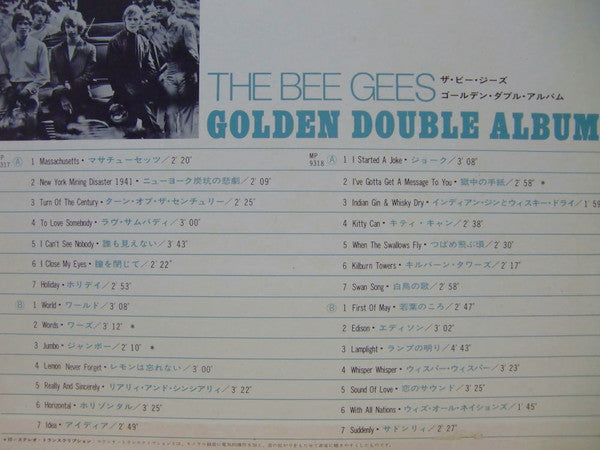 THE BEE GEES ザ・ビー・ジーズ
ゴールデン・ダブル・アルバム
GOLDEN DOUBLE ALBUM
P
317 Ⓐ 1 Massachusetts・マサチューセッツ/2′20″
2 New York Mining Disaster 1941・ニューヨーク炭坑の悲劇/2′09″
3 Turn Of The Century・ターン・オブ・ザ・センチュリー/2′25″
4 To Love Somebody・ラヴ・サムバディ/3′00″
5 I Can't See Nobody・誰も見えない/3′43″
6 I Close My Eyes・瞳を閉じて/2′22″
7 Holiday・ホリデイ/2′53″
Ⓑ 1 World・ワールド/3′08″
2 Words・ワーズ/3′12″ *
3 Jumbo・ジャンボー/2′10″ *
4 Lemon Never Forget・レモンは忘れない/3′00″
5 Really And Sincerely・リアリィ・アンド・シンシアリィ/3′22″
6 Horizontal・ホリゾンタル/3′25″
7 Idea・アイディア/2′49″
MP
9318 Ⓐ 1 I Started A Joke・ジョーク/3′08″
2 I've Gotta Get A Message To You・獄中の手紙/2′58″ *
3 Indian Gin & Whisky Dry・インディアン・ジンとウィスキー・ドライ/1′59″
4 Kitty Can・キティ・キャン/2′38″
5 When The Swallows Fly・つばめ飛ぶ頃/2′30″
6 Kilburn Towers・キルバーン・タワーズ/2′17″
7 Swan Song・白鳥の歌/2′58″
Ⓑ 1 First Of May・若葉のころ/2′47″
2 Edison・エディソン/3′02″
3 Lamplight・ランプの明り/4′43″
4 Whisper Whisper・ウィスパー・ウィスパー/3′23″
5 Sound Of Love・恋のサウンド/3′25″
6 With All Nations・ウィズ・オール・ネイションズ/1′45″
7 Suddenly・サドンリィ/2′27″